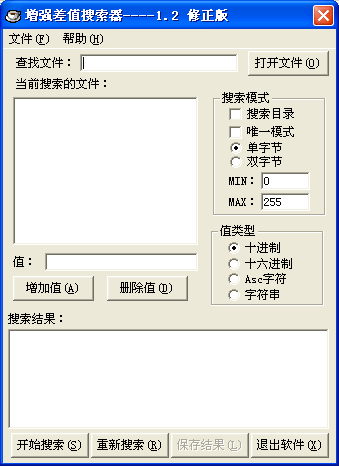 增强差值搜索器----1.2 修正版
文件(F) 帮助(H)
查找文件： 打开文件(O)
当前搜索的文件：
搜索模式
搜索目录
唯一模式
单字节
双字节
MIN： 0
MAX： 255
值类型
十进制
十六进制
Asc字符
字符串
值：
增加值(A) 删除值(D)
搜索结果：
开始搜索(S) 重新搜索(R) 保存结果(L) 退出软件(X)